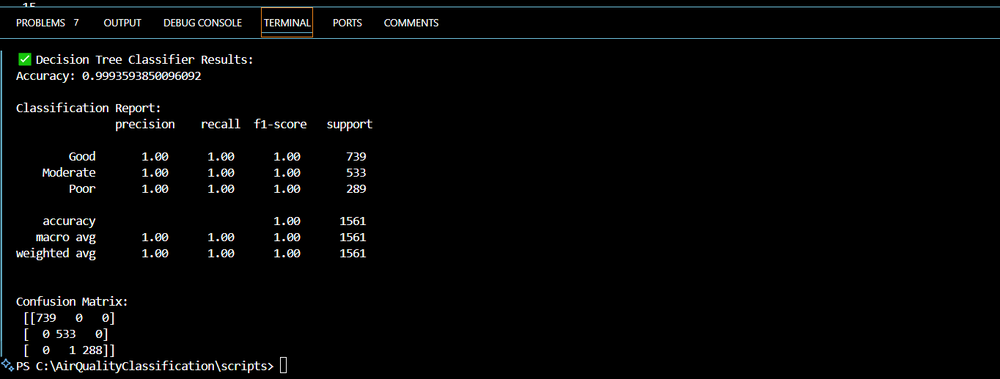 15
PROBLEMS 7 OUTPUT DEBUG CONSOLE TERMINAL PORTS COMMENTS
✅ Decision Tree Classifier Results:
Accuracy: 0.9993593850096092
Classification Report:
precision recall f1-score support
Good 1.00 1.00 1.00 739
Moderate 1.00 1.00 1.00 533
Poor 1.00 1.00 1.00 289
accuracy 1.00 1561
macro avg 1.00 1.00 1.00 1561
weighted avg 1.00 1.00 1.00 1561
Confusion Matrix:
[[739 0 0]
[ 0 533 0]
[ 0 1 288]]
PS C:\AirQualityClassification\scripts>